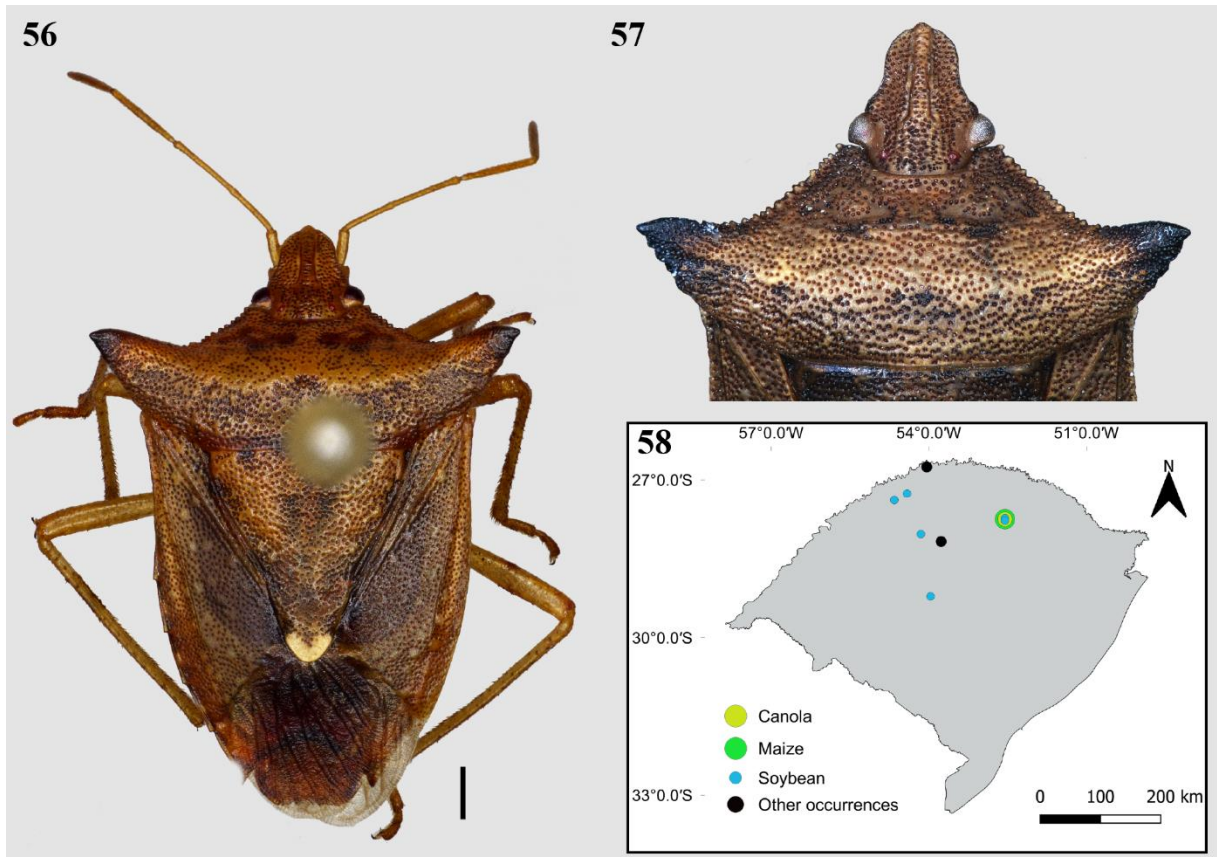 56
57
58
57°0.0'W 54°0.0'W 51°0.0'W
27°0.0'S
N
30°0.0'S
Canola
Maize
Soybean
Other occurrences
33°0.0'S
0 100 200 km